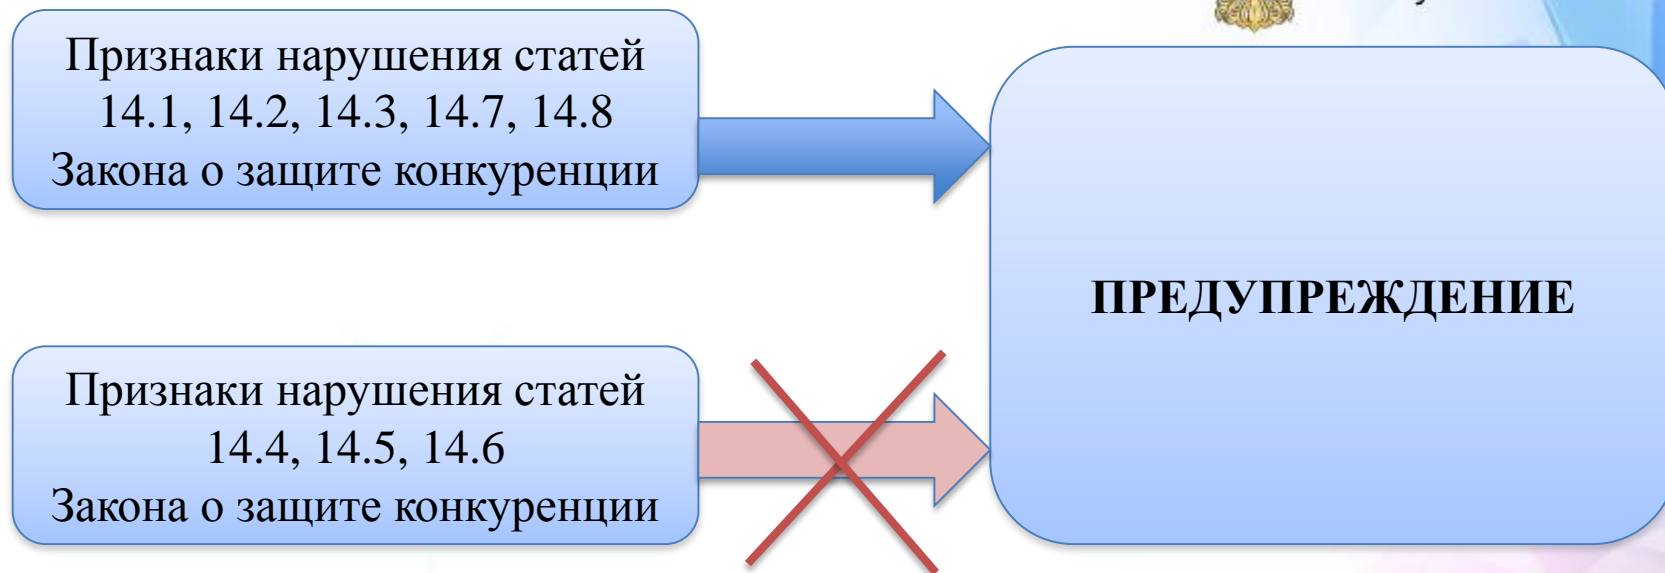 Признаки нарушения статей
14.1, 14.2, 14.3, 14.7, 14.8
Закона о защите конкуренции
ПРЕДУПРЕЖДЕНИЕ
Признаки нарушения статей
14.4, 14.5, 14.6
Закона о защите конкуренции